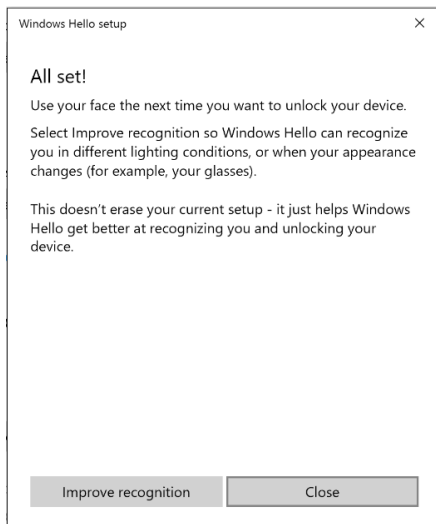 Windows Hello setup
All set!
Use your face the next time you want to unlock your device.
Select Improve recognition so Windows Hello can recognize
you in different lighting conditions, or when your appearance
changes (for example, your glasses).
This doesn't erase your current setup - it just helps Windows
Hello get better at recognizing you and unlocking your
device.
Improve recognition
Close